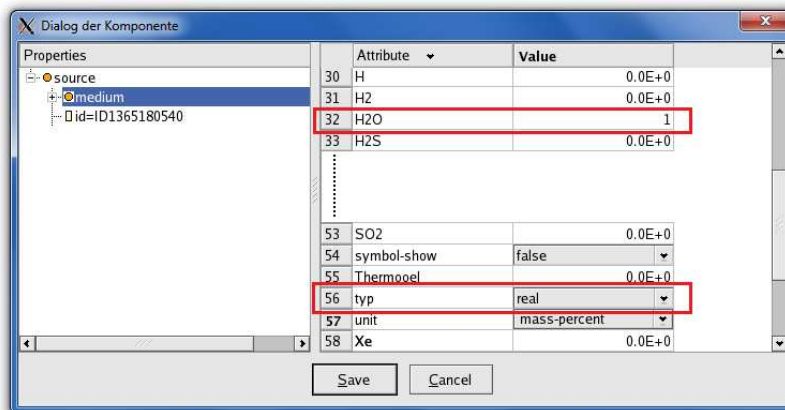 Dialog der Komponente
Properties
source
medium
id=ID1365180540
Attribute Value
30 H 0.0E+0
31 H2 0.0E+0
32 H2O 1
33 H2S 0.0E+0
53 SO2 0.0E+0
54 symbol-show false
55 Thermooel 0.0E+0
56 typ real
57 unit mass-percent
58 Xe 0.0E+0
Save Cancel